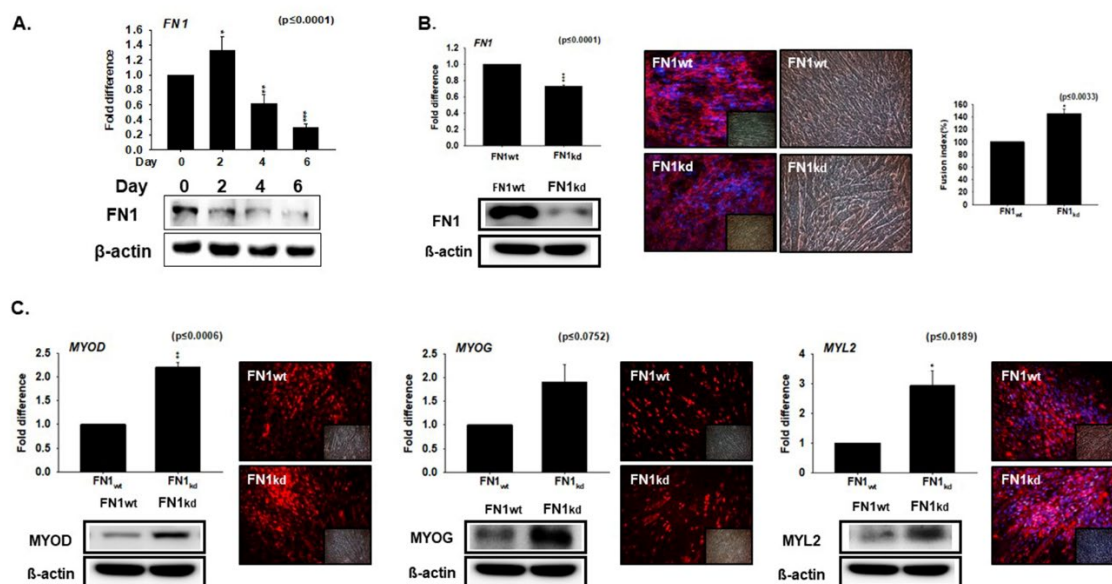 A.
FN1
(p≤0.0001)
Fold difference
1.6
1.4
1.2
1.0
0.8
0.6
0.4
0.2
0.0
*
**
***
Day 0 2 4 6
Day 0 2 4 6
FN1
β-actin
B.
FN1
(p≤0.0001)
Fold difference
1.2
1.0
0.8
0.6
0.4
0.2
0.0
***
FN1wt FN1kd
FN1wt FN1kd
FN1
ß-actin
FN1wt
FN1wt
FN1kd
FN1kd
(p≤0.0033)
Fusion index(%)
160
140
120
100
80
60
40
20
0
*
FN1wt FN1kd
C.
MYOD
(p≤0.0006)
Fold difference
2.5
2.0
1.5
1.0
0.5
0.0
**
FN1wt FN1kd
FN1wt FN1kd
MYOD
ß-actin
FN1wt
FN1kd
MYOG
(p≤0.0752)
Fold difference
2.5
2.0
1.5
1.0
0.5
0.0
FN1wt FN1kd
FN1wt FN1kd
MYOG
ß-actin
FN1wt
FN1kd
MYL2
(p≤0.0189)
Fold difference
4
3
2
1
0
*
FN1wt FN1kd
FN1wt FN1kd
MYL2
ß-actin
FN1wt
FN1kd